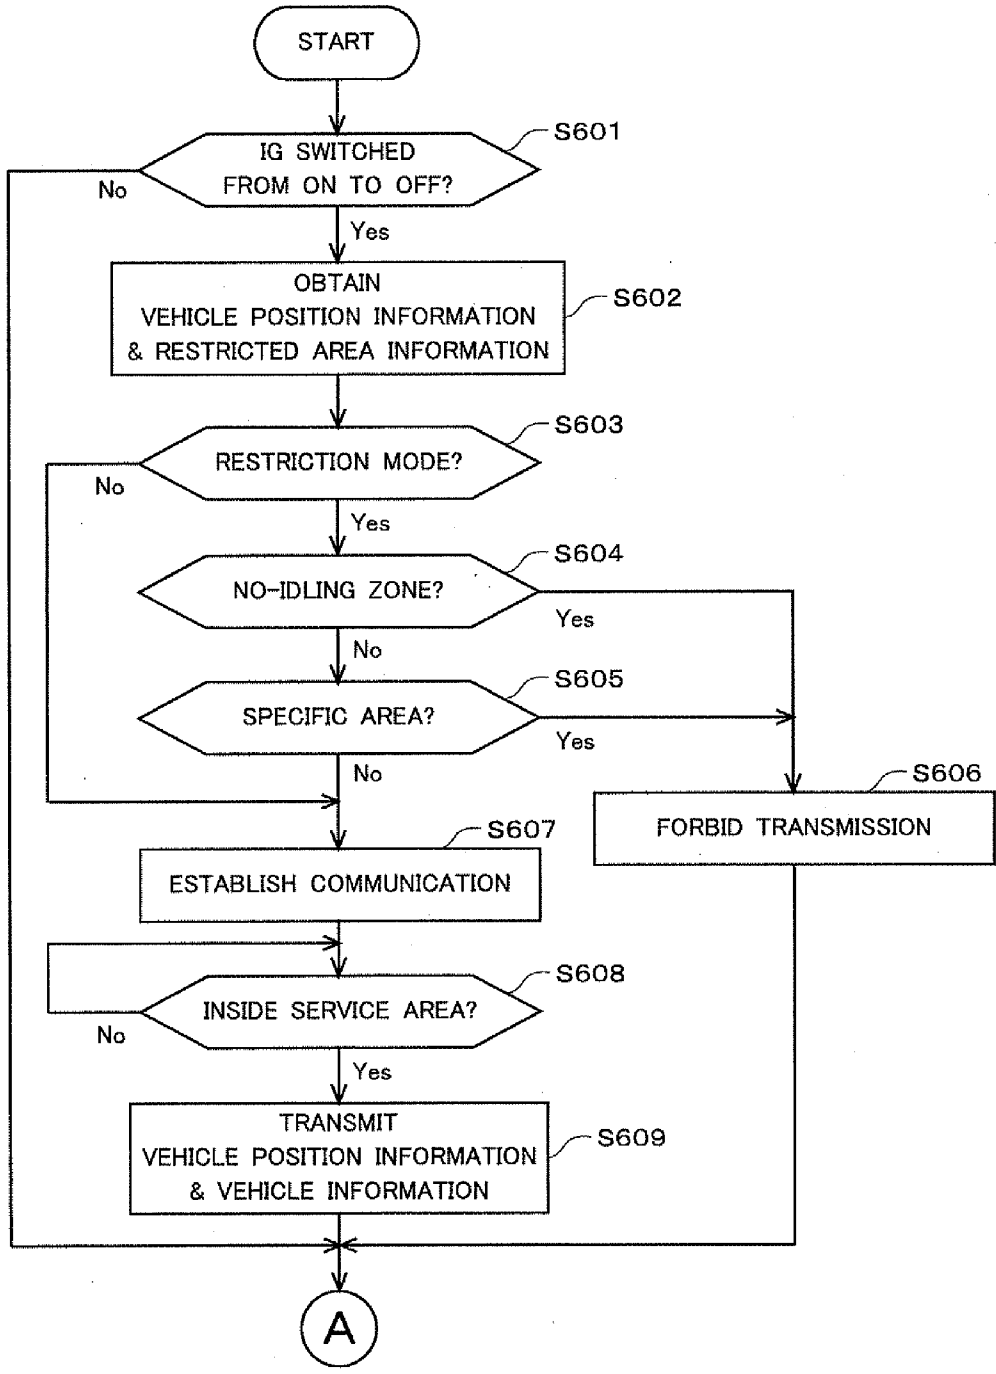 START
S601
IG SWITCHED
FROM ON TO OFF?
No
Yes
OBTAIN
VEHICLE POSITION INFORMATION
& RESTRICTED AREA INFORMATION
S602
S603
RESTRICTION MODE?
No
Yes
S604
NO-IDLING ZONE?
Yes
No
S605
SPECIFIC AREA?
Yes
No
S606
FORBID TRANSMISSION
S607
ESTABLISH COMMUNICATION
S608
INSIDE SERVICE AREA?
No
Yes
TRANSMIT
VEHICLE POSITION INFORMATION
& VEHICLE INFORMATION
S609
A